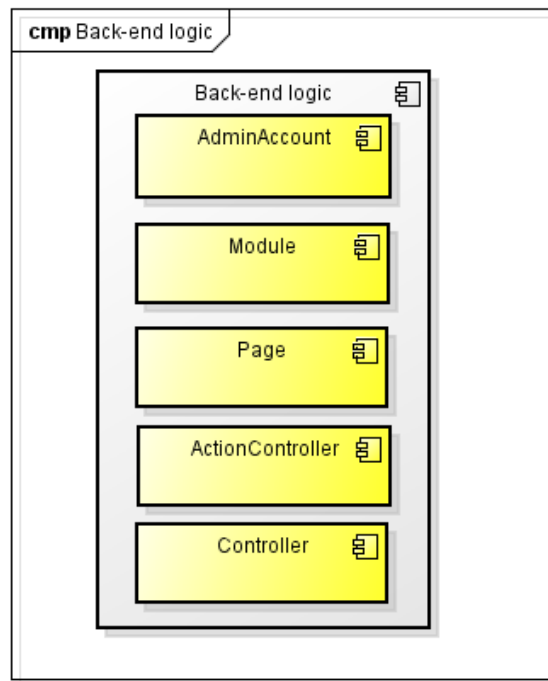 cmp Back-end logic
Back-end logic
AdminAccount
Module
Page
ActionController
Controller